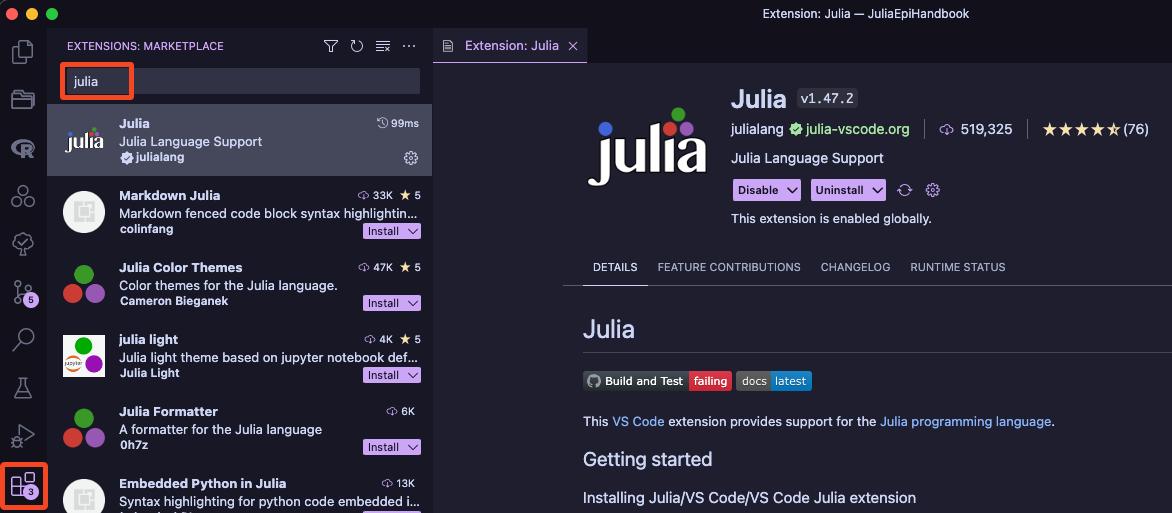 Extension: Julia — JuliaEpiHandbook
EXTENSIONS: MARKETPLACE
julia
julia
Julia
99ms
Julia Language Support
julialang
Markdown Julia
33K ★ 5
Markdown fenced code block syntax highlightin...
colinfang
Install
Julia Color Themes
47K ★ 5
Color themes for the Julia language.
Cameron Bieganek
Install
jupyter
julia light
4K ★ 5
Julia light theme based on jupyter notebook def...
Julia Light
Install
Julia Formatter
6K
A formatter for the Julia language
0h7z
Install
Embedded Python in Julia
13K
Syntax highlighting for python code embedded i...
R
5
3
Extension: Julia
julia
Julia v1.47.2
julialang julia-vscode.org 519,325 (76)
Julia Language Support
Disable Uninstall
This extension is enabled globally.
DETAILS FEATURE CONTRIBUTIONS CHANGELOG RUNTIME STATUS
Julia
Build and Test failing docs latest
This VS Code extension provides support for the Julia programming language.
Getting started
Installing Julia/VS Code/VS Code Julia extension